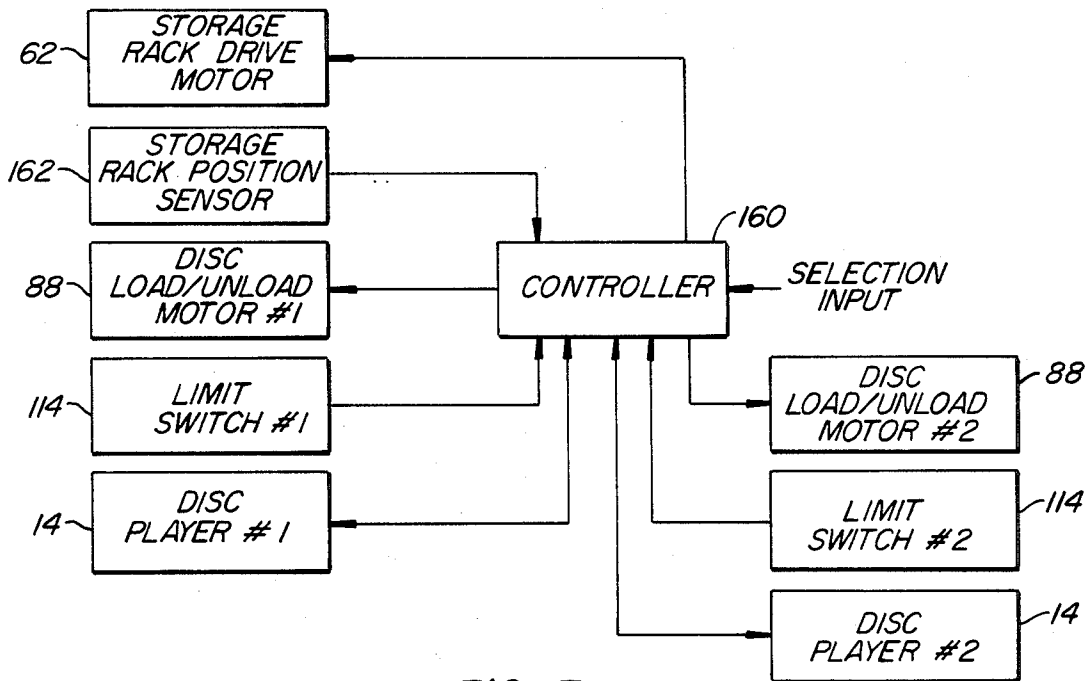 62
STORAGE
RACK DRIVE
MOTOR
162
STORAGE
RACK POSITION
SENSOR
88
DISC
LOAD/UNLOAD
MOTOR #1
114
LIMIT
SWITCH #1
14
DISC
PLAYER #1
160
CONTROLLER
SELECTION
INPUT
88
DISC
LOAD/UNLOAD
MOTOR #2
114
LIMIT
SWITCH #2
14
DISC
PLAYER #2